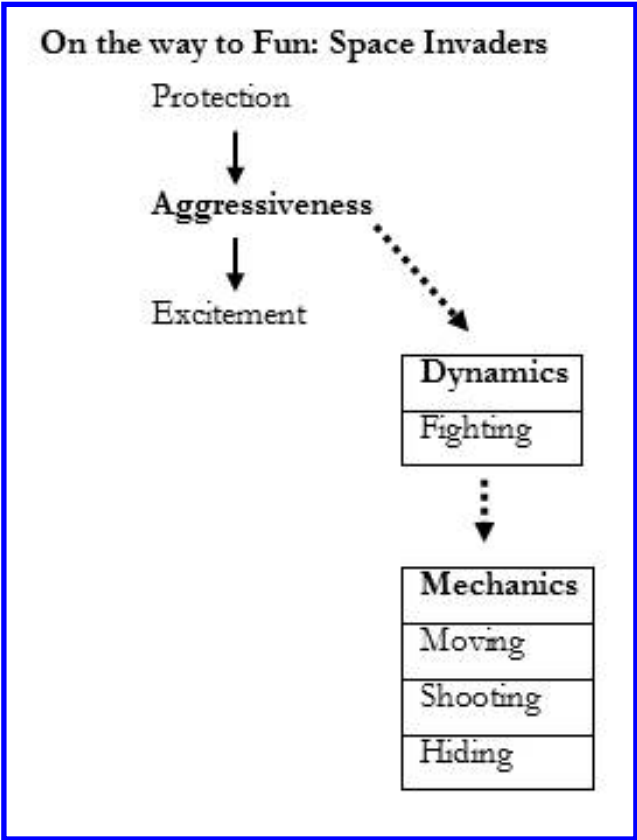 On the way to Fun: Space Invaders
Protection
Aggressiveness
Excitement
Dynamics
Fighting
Mechanics
Moving
Shooting
Hiding